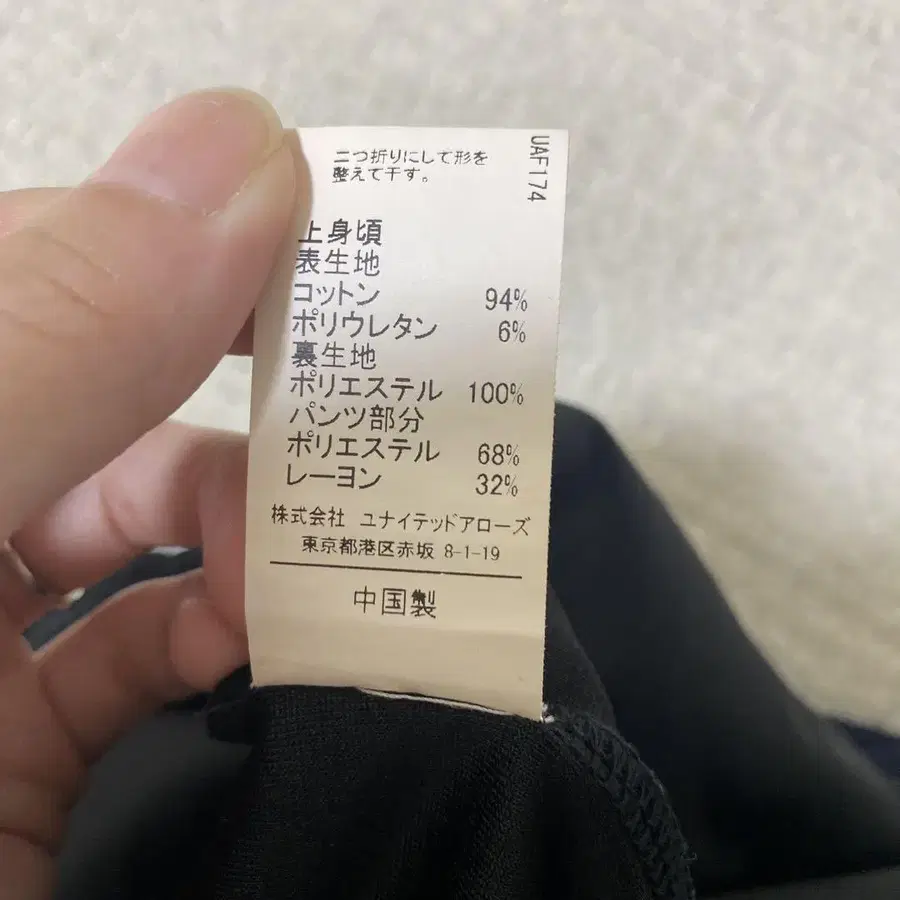 二つ折りにして形を
整えて干す。
UAF174
上身頃
表生地
コットン 94%
ポリウレタン 6%
裏生地
ポリエステル 100%
パンツ部分
ポリエステル 68%
レーヨン 32%
株式会社 ユナイテッドアローズ
東京都港区赤坂 8-1-19
中国製